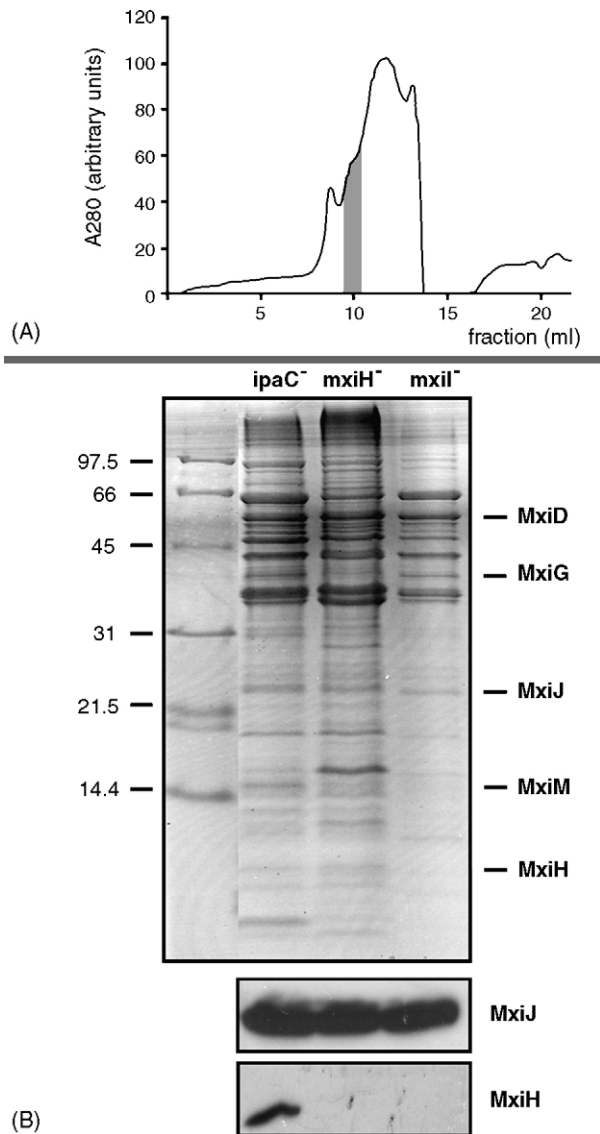 120
100
80
60
40
20
0
A280 (arbitrary units)
5
10
15
20
fraction (ml)
(A)
ipaC- mxiH- mxiI-
97.5
66
45
31
21.5
14.4
MxiD
MxiG
MxiJ
MxiM
MxiH
MxiJ
MxiH
(B)